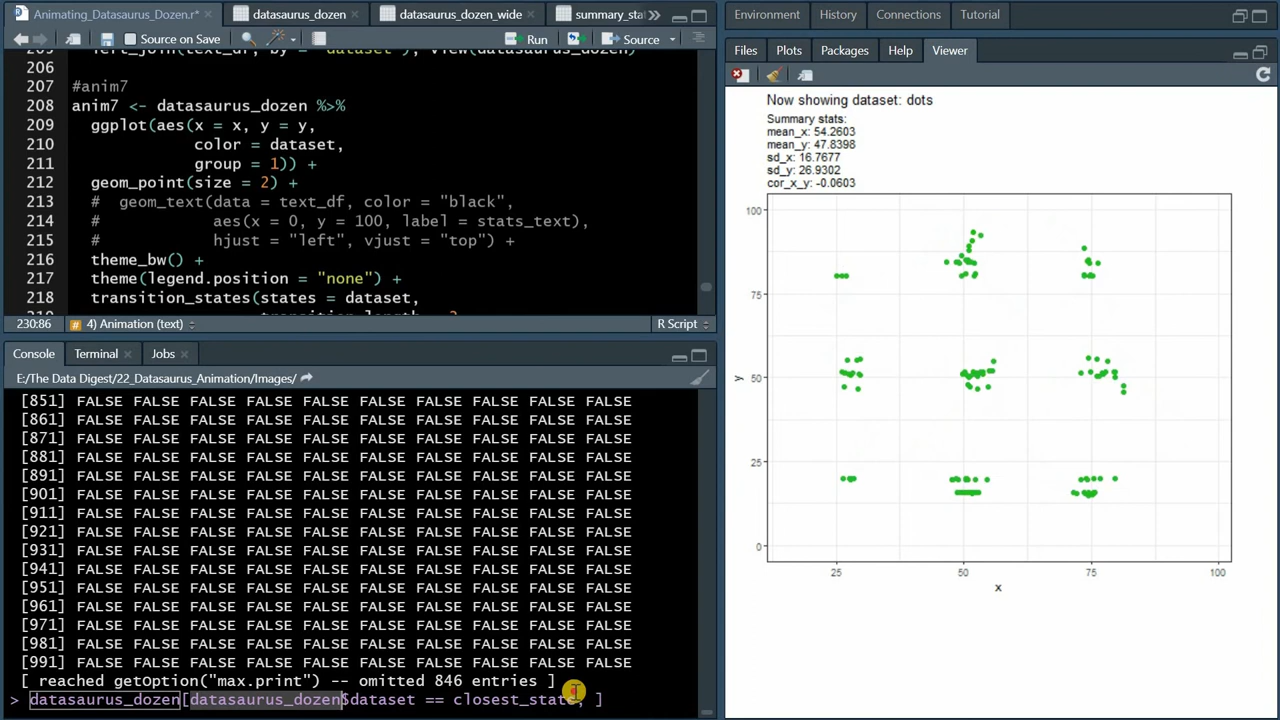 Animating_Datasaurus_Dozen.r*
datasaurus_dozen
datasaurus_dozen_wide
summary_sta
Source on Save
Run
Source
left_join(text_df, by = "dataset"), view(datasaurus_dozen)
206
207 #anim7
208 anim7 <- datasaurus_dozen %>%
209 ggplot(aes(x = x, y = y,
210 color = dataset,
211 group = 1)) +
212 geom_point(size = 2) +
213 # geom_text(data = text_df, color = "black",
214 # aes(x = 0, y = 100, label = stats_text),
215 # hjust = "left", vjust = "top") +
216 theme_bw() +
217 theme(legend.position = "none") +
218 transition_states(states = dataset,
230:86
4) Animation (text)
R Script
Console
Terminal
Jobs
E:/The Data Digest/22_Datasaurus_Animation/Images/
[851] FALSE FALSE FALSE FALSE FALSE FALSE FALSE FALSE FALSE FALSE
[861] FALSE FALSE FALSE FALSE FALSE FALSE FALSE FALSE FALSE FALSE
[871] FALSE FALSE FALSE FALSE FALSE FALSE FALSE FALSE FALSE FALSE
[881] FALSE FALSE FALSE FALSE FALSE FALSE FALSE FALSE FALSE FALSE
[891] FALSE FALSE FALSE FALSE FALSE FALSE FALSE FALSE FALSE FALSE
[901] FALSE FALSE FALSE FALSE FALSE FALSE FALSE FALSE FALSE FALSE
[911] FALSE FALSE FALSE FALSE FALSE FALSE FALSE FALSE FALSE FALSE
[921] FALSE FALSE FALSE FALSE FALSE FALSE FALSE FALSE FALSE FALSE
[931] FALSE FALSE FALSE FALSE FALSE FALSE FALSE FALSE FALSE FALSE
[941] FALSE FALSE FALSE FALSE FALSE FALSE FALSE FALSE FALSE FALSE
[951] FALSE FALSE FALSE FALSE FALSE FALSE FALSE FALSE FALSE FALSE
[961] FALSE FALSE FALSE FALSE FALSE FALSE FALSE FALSE FALSE FALSE
[971] FALSE FALSE FALSE FALSE FALSE FALSE FALSE FALSE FALSE FALSE
[981] FALSE FALSE FALSE FALSE FALSE FALSE FALSE FALSE FALSE FALSE
[991] FALSE FALSE FALSE FALSE FALSE FALSE FALSE FALSE FALSE FALSE
[ reached getOption("max.print") -- omitted 846 entries ]
> datasaurus_dozen[datasaurus_dozen$dataset == closest_state, ]
Environment
History
Connections
Tutorial
Files
Plots
Packages
Help
Viewer
Now showing dataset: dots
Summary stats:
mean_x: 54.2603
mean_y: 47.8398
sd_x: 16.7677
sd_y: 26.9302
cor_x_y: -0.0603
100
75
50
25
0
y
25
50
75
100
x